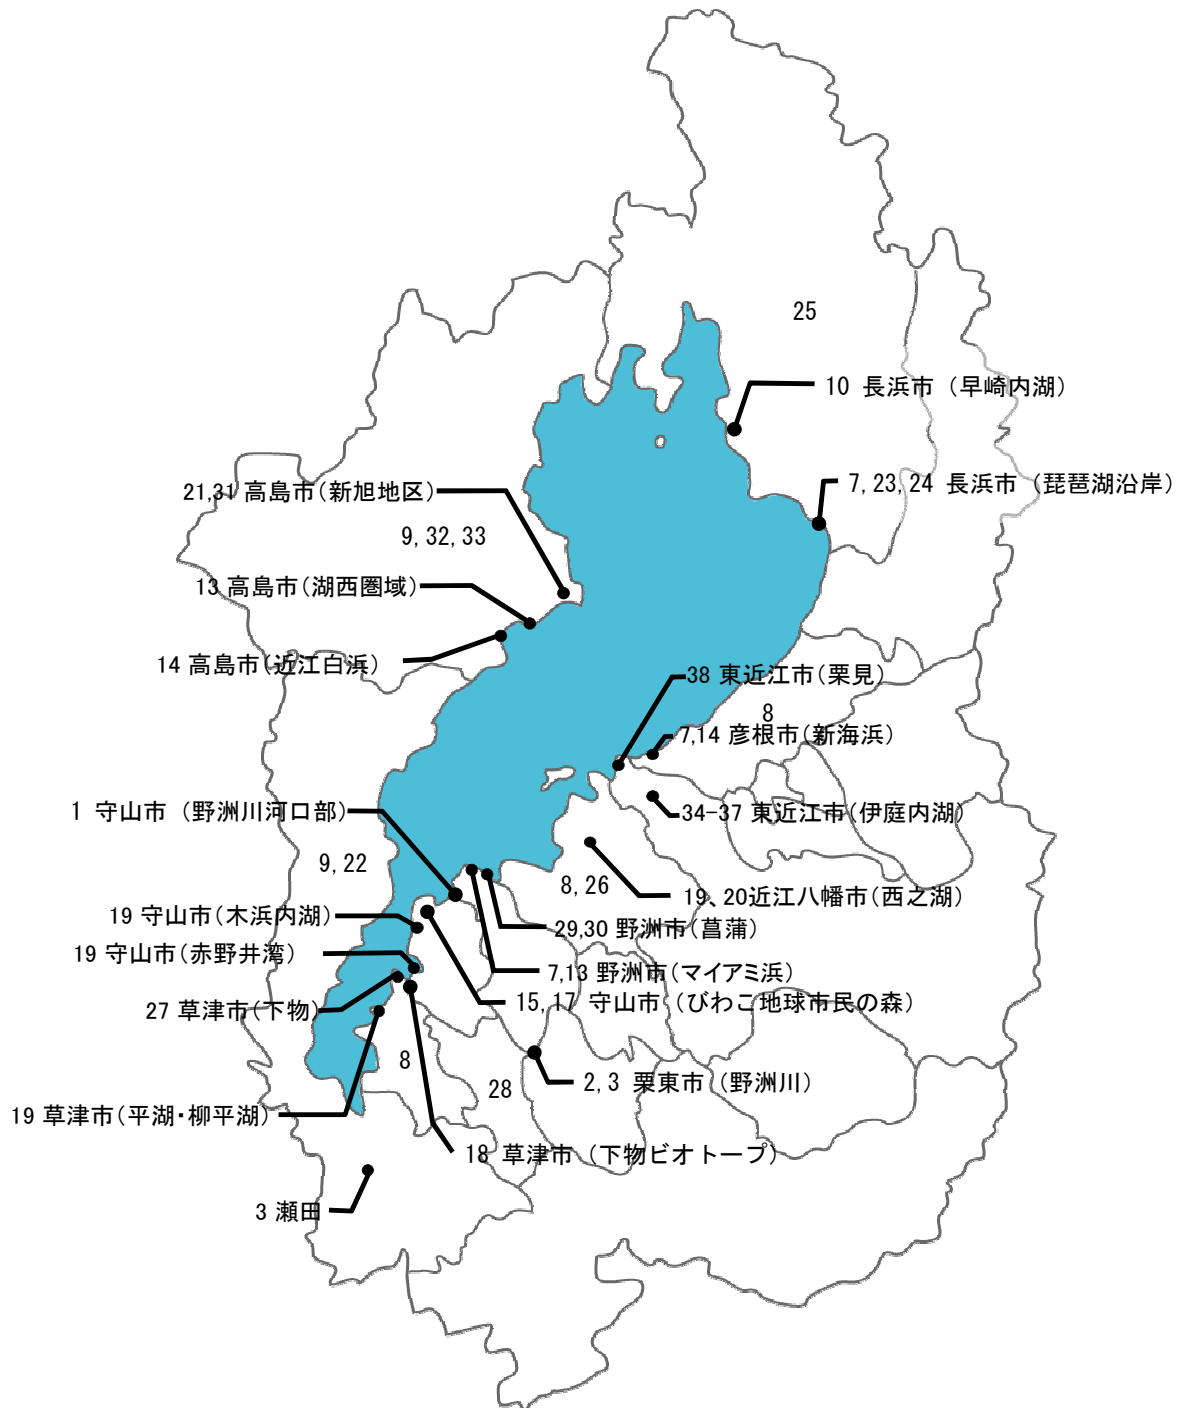 25
10 長浜市 (早崎内湖)
7, 23, 24 長浜市 (琵琶湖沿岸)
21,31 高島市(新旭地区)
9, 32, 33
13 高島市(湖西圏域)
14 高島市(近江白浜)
38 東近江市(栗見)
8
7,14 彦根市(新海浜)
1 守山市 (野洲川河口部)
34-37 東近江市(伊庭内湖)
9, 22
8, 26
19、20近江八幡市(西之湖)
19 守山市(木浜内湖)
29,30 野洲市(菖蒲)
19 守山市(赤野井湾)
7,13 野洲市(マイアミ浜)
15, 17 守山市 (びわこ地球市民の森)
27 草津市(下物)
8
28
2, 3 栗東市 (野洲川)
19 草津市(平湖・柳平湖)
18 草津市 (下物ビオトープ)
3 瀬田